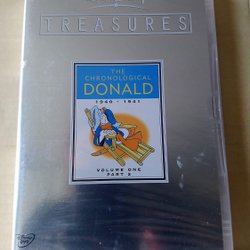 TREASURES
THE
CHRONOLOGICAL
DONALD
1940 - 1941
VOLUME ONE
PART 2